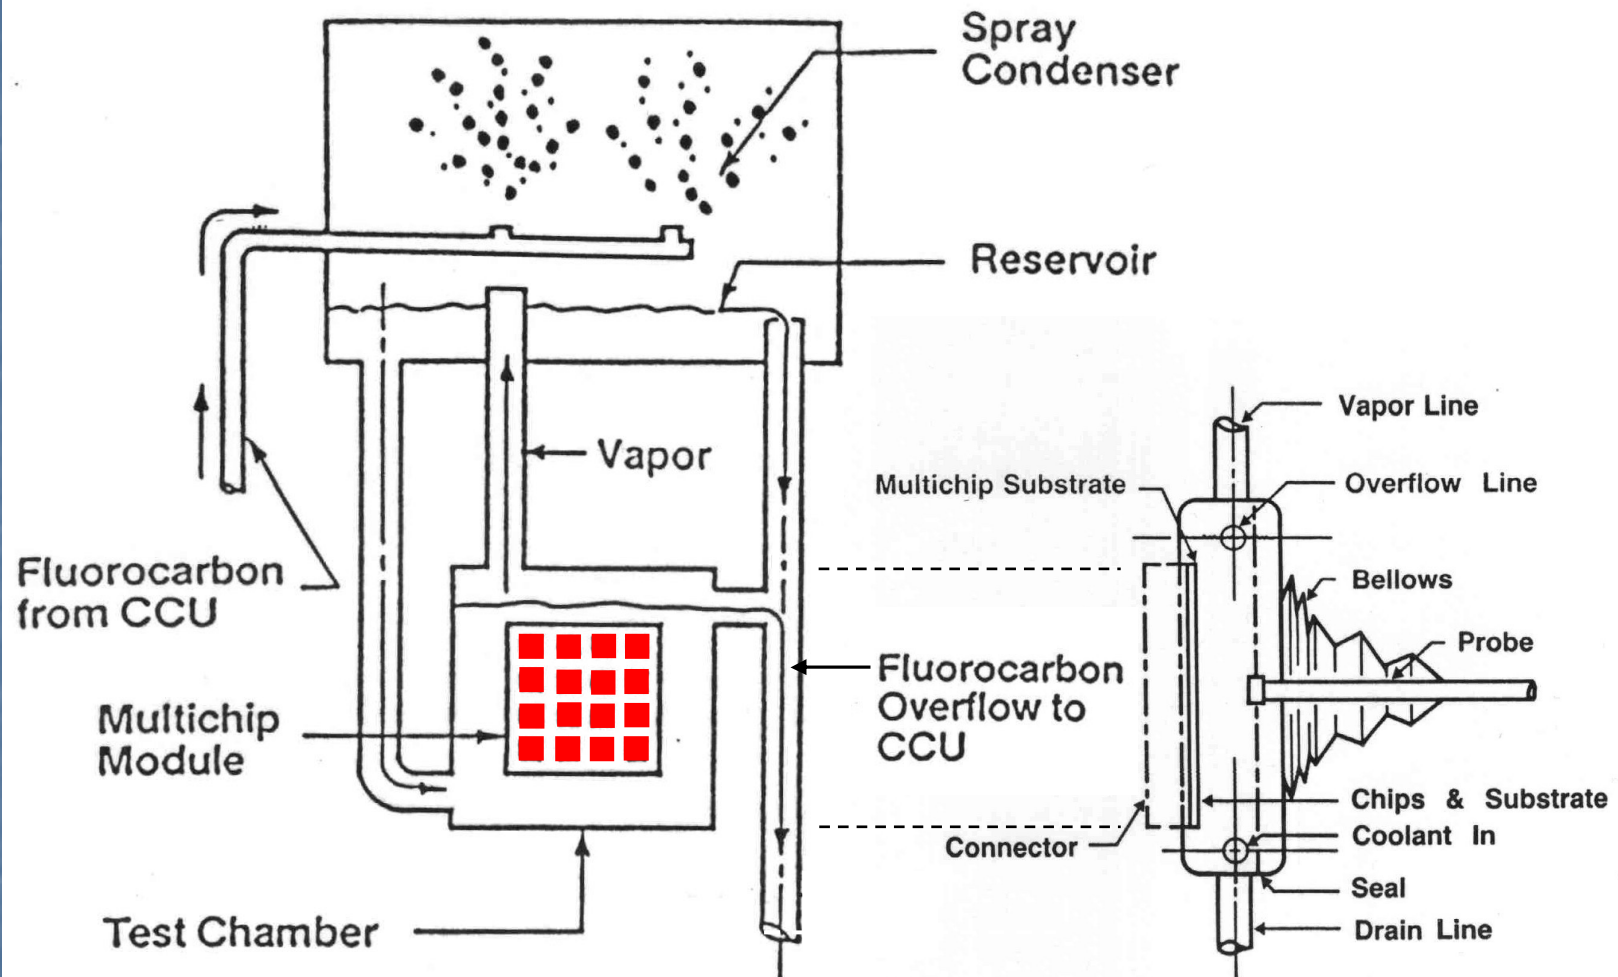 Spray
Condenser
Reservoir
Vapor
Fluorocarbon
from CCU
Multichip
Module
Fluorocarbon
Overflow to
CCU
Test Chamber
Vapor Line
Multichip Substrate
Overflow Line
Bellows
Probe
Chips & Substrate
Coolant In
Connector
Seal
Drain Line